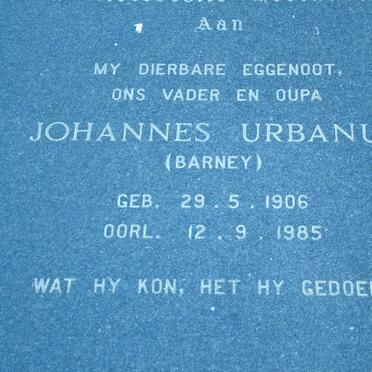 Aan
MY DIERBARE EGGENOOT,
ONS VADER EN OUPA
JOHANNES URBANU
(BARNEY)
GEB. 29.5.1906
OORL. 12.9.1985
WAT HY KON, HET HY GEDOE